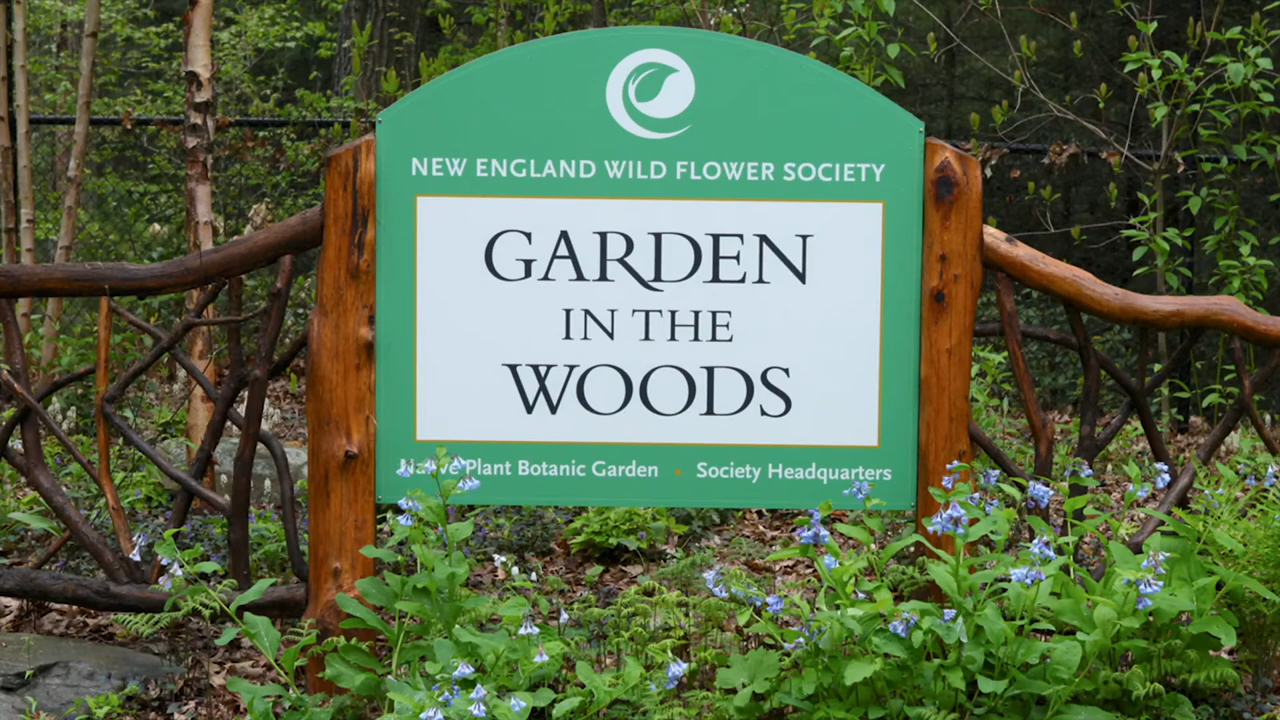 NEW ENGLAND WILD FLOWER SOCIETY
GARDEN
IN THE
WOODS
Native Plant Botanic Garden • Society Headquarters